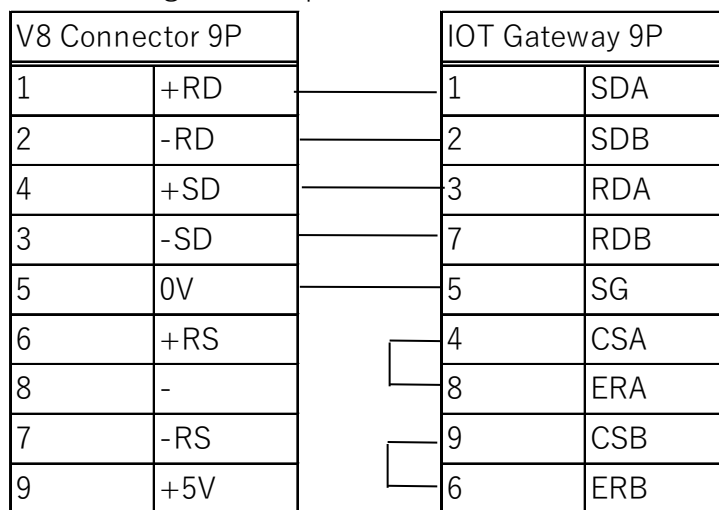 V8 Connector 9P IOT Gateway 9P
1 +RD 1 SDA
2 -RD 2 SDB
4 +SD 3 RDA
3 -SD 7 RDB
5 0V 5 SG
6 +RS 4 CSA
8 - 8 ERA
7 -RS 9 CSB
9 +5V 6 ERB